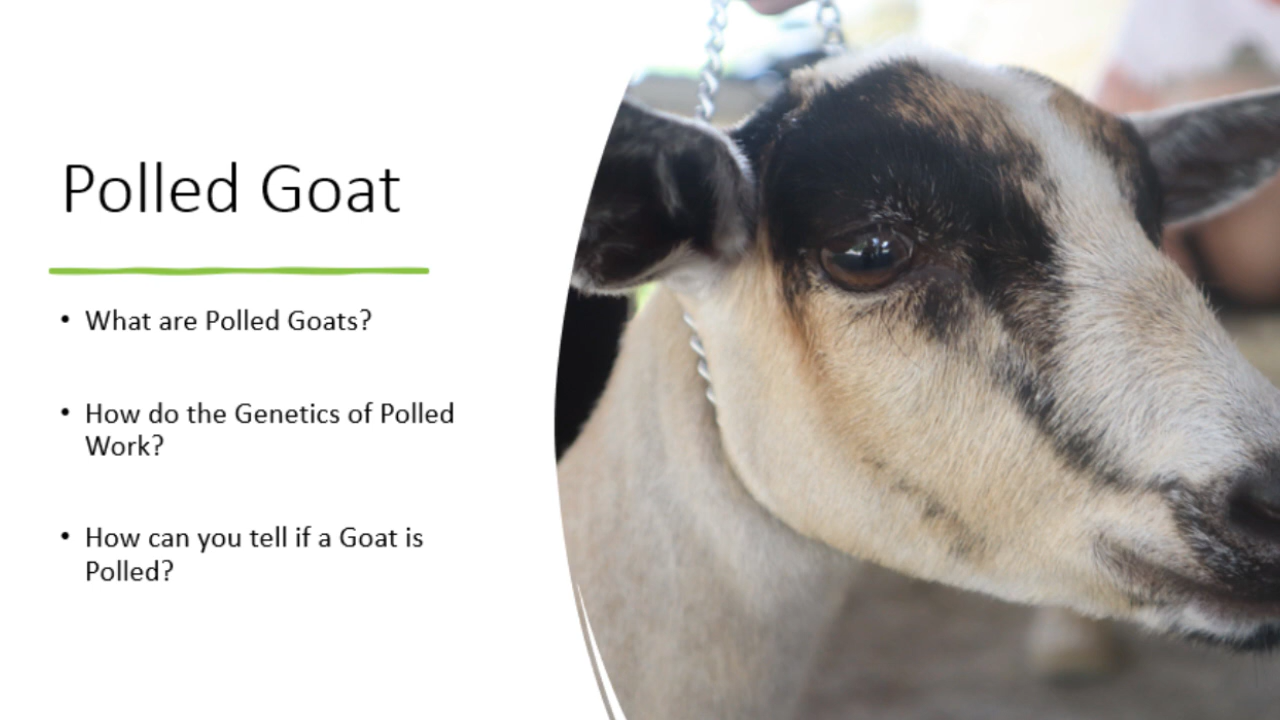 Polled Goat
• What are Polled Goats?
• How do the Genetics of Polled
Work?
• How can you tell if a Goat is
Polled?